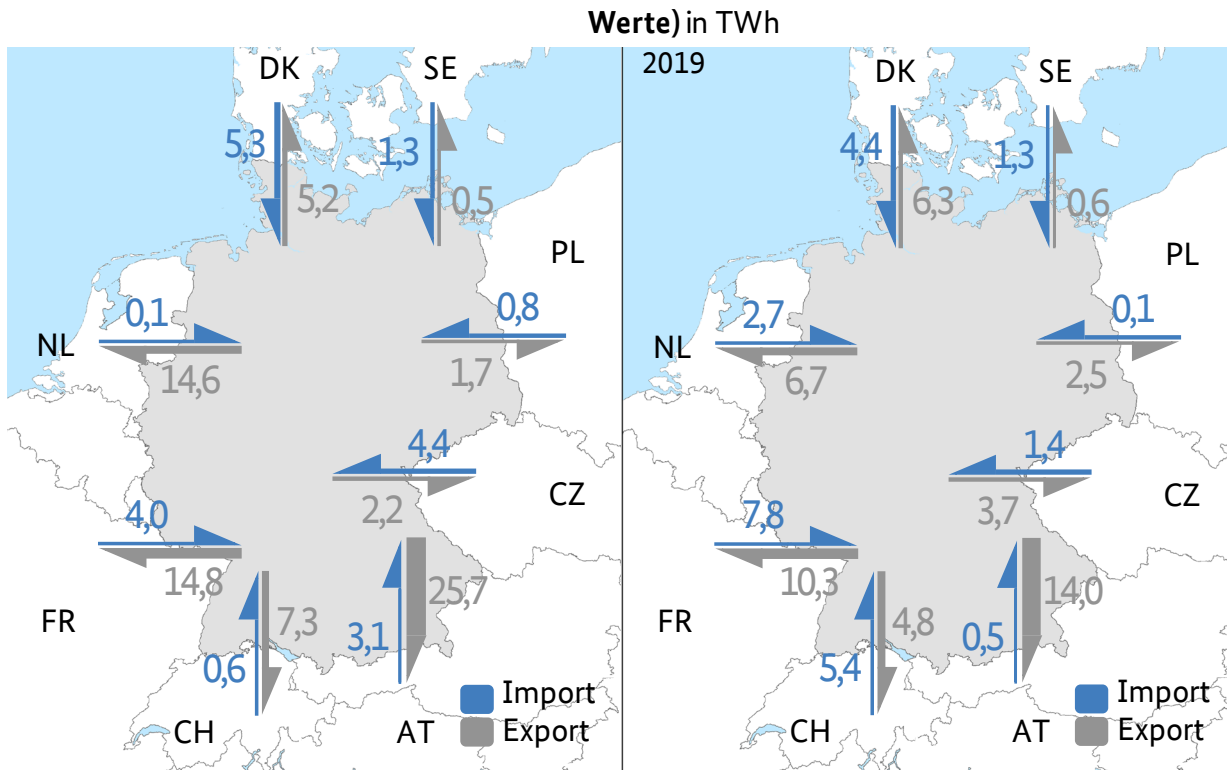 Werte) in TWh
DK
SE
5,3
1,3
5,2
0,5
PL
0,1
0,8
NL
14,6
1,7
4,4
CZ
2,2
4,0
14,8
25,7
FR
7,3
3,1
0,6
Import
CH
AT
Export
2019
DK
SE
4,4
1,3
6,3
0,6
PL
2,7
0,1
NL
6,7
2,5
1,4
CZ
3,7
7,8
10,3
14,0
FR
4,8
0,5
5,4
Import
CH
AT
Export